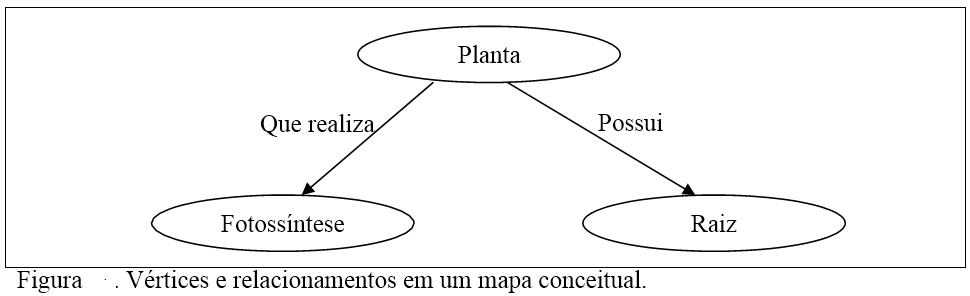 Planta
Que realiza
Possui
Fotossíntese
Raiz
Figura . Vértices e relacionamentos em um mapa conceitual.